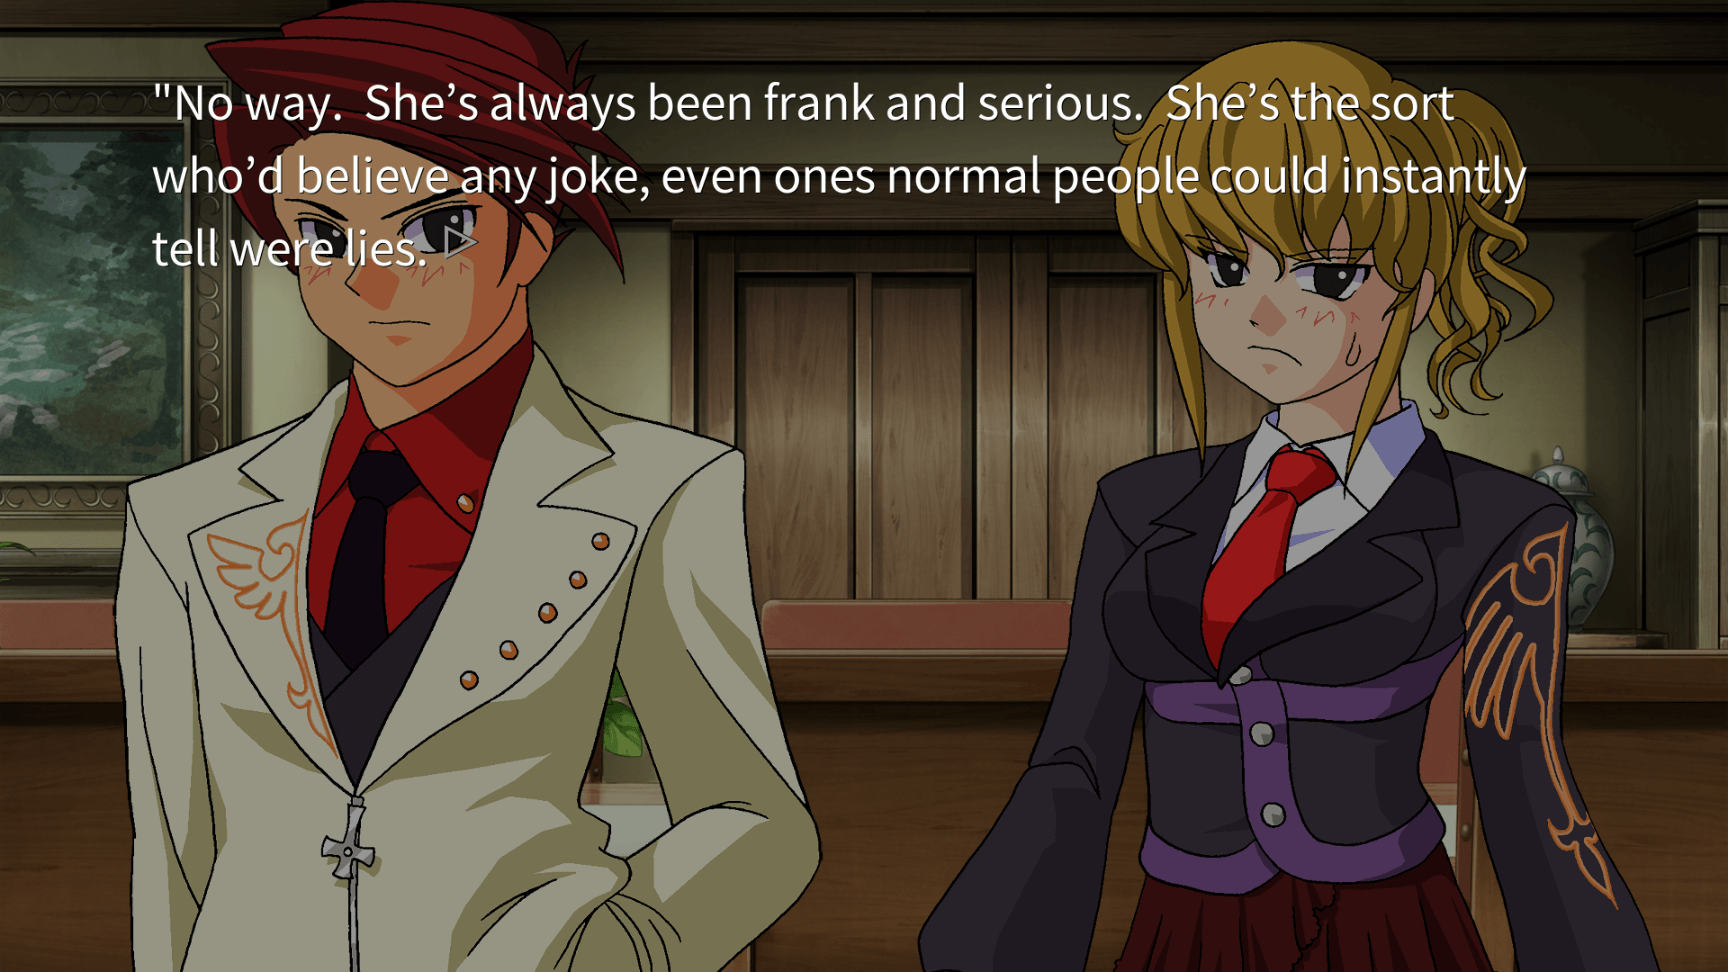 "No way.  She’s always been frank and serious.  She’s the sort
who’d believe any joke, even ones normal people could instantly
tell were lies.